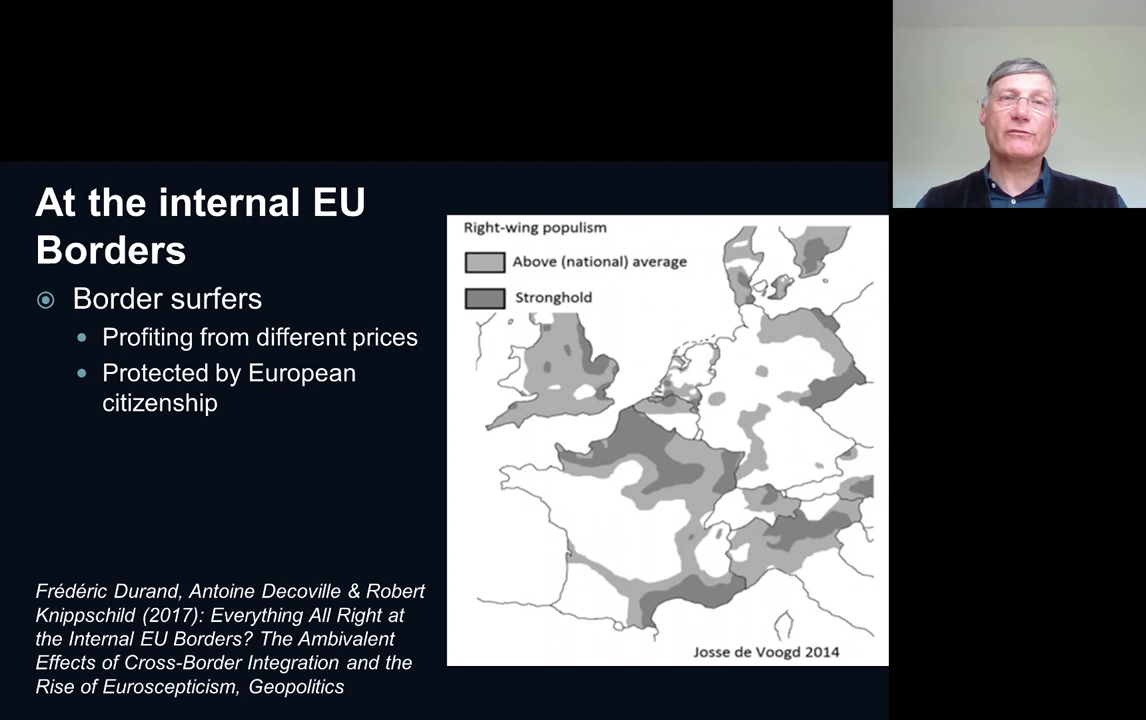 At the internal EU
Borders
Border surfers
Profiting from different prices
Protected by European
citizenship
Frédéric Durand, Antoine Decoville & Robert
Knippschild (2017): Everything All Right at
the Internal EU Borders? The Ambivalent
Effects of Cross-Border Integration and the
Rise of Euroscepticism, Geopolitics
Right-wing populism
Above (national) average
Stronghold
Josse de Voogd 2014